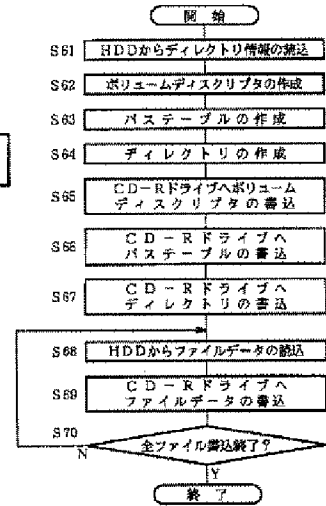 開 始
S61 HDDからディレクトリ情報の読込
S62 ボリュームディスクリプタの作成
S63 パステーブルの作成
S64 ディレクトリの作成
S65 CD-Rドライブへボリューム
ディスクリプタの書込
S66 CD-Rドライブへ
パステーブルの書込
S67 CD-Rドライブへ
ディレクトリの書込
S68 HDDからファイルデータの読込
S69 CD-Rドライブへ
ファイルデータの書込
S70 全ファイル書込終了?
N
Y
終 了